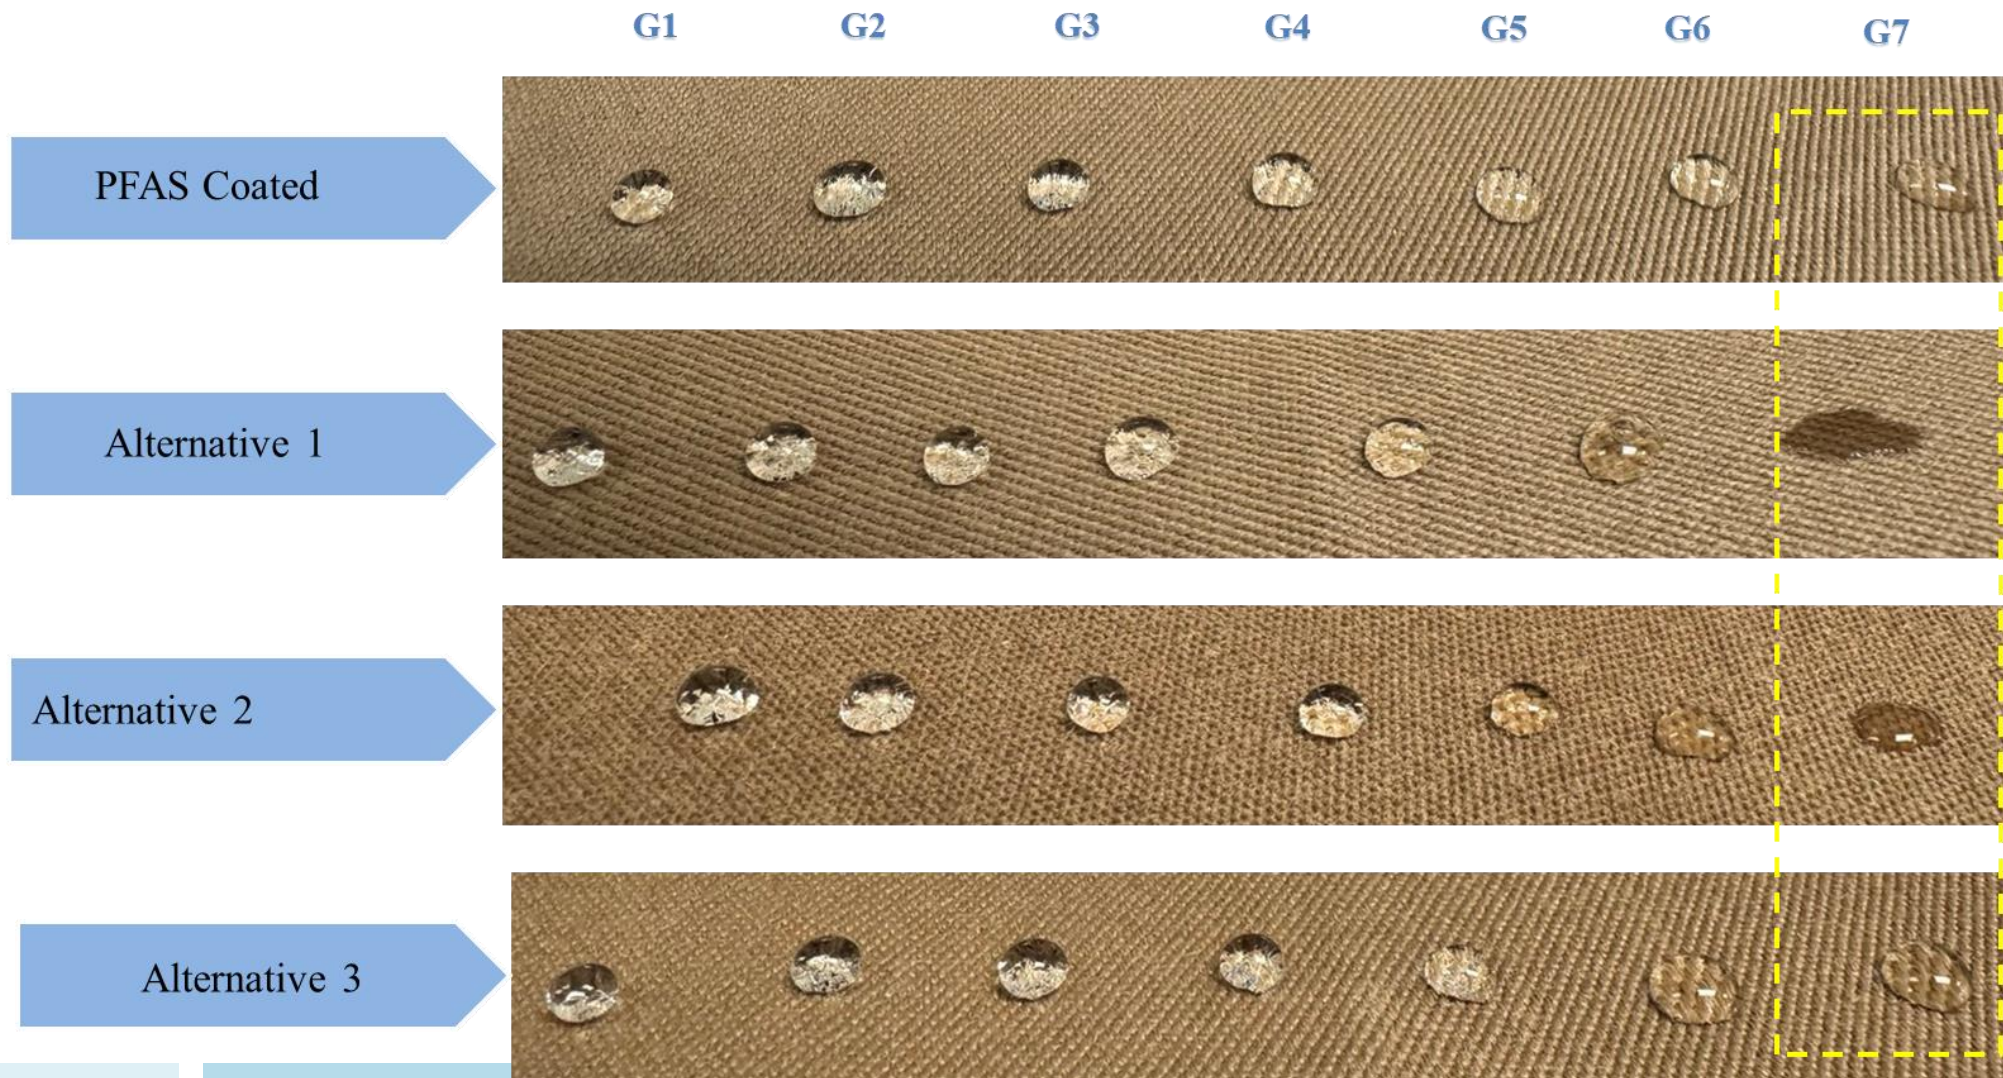 G1 G2 G3 G4 G5 G6 G7
PFAS Coated
Alternative 1
Alternative 2
Alternative 3